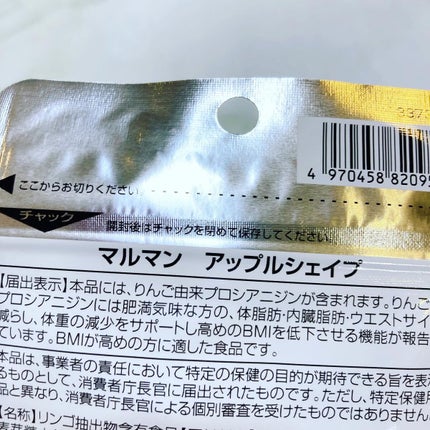 337
4 970458 82095
ここからお切りください
チャック
開封後はチャックを閉めて保存してください。
マルマン アップルシェイプ
【届出表示】本品には、りんご由来プロシアニジンが含まれます。りんご
プロシアニジンには肥満気味な方の、体脂肪・内臓脂肪・ウエストサイ
減らし、体重の減少をサポートし高めのBMIを低下させる機能が報告
ています。BMIが高めの方に適した食品です。
本品は、事業者の責任において特定の保健の目的が期待できる旨を表
るものとして、消費者庁長官に届出されたものです。ただし、特定保健
品と異なり、消費者庁長官による個別審査を受けたものではありません
【名称】リンゴ抽出物含有食品